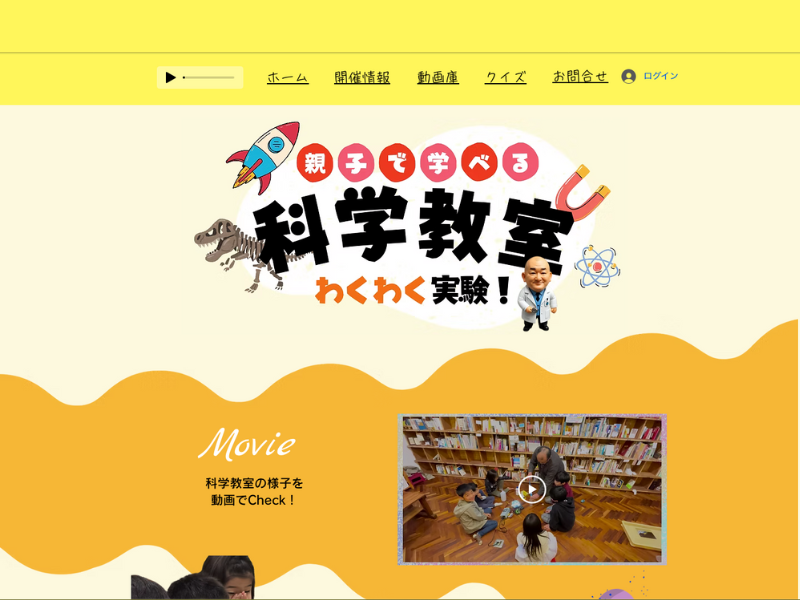 ホーム 開催情報 動画庫 クイズ お問合せ ログイン
親子で学べる
科学教室
わくわく実験！
Movie
科学教室の様子を
動画でCheck！